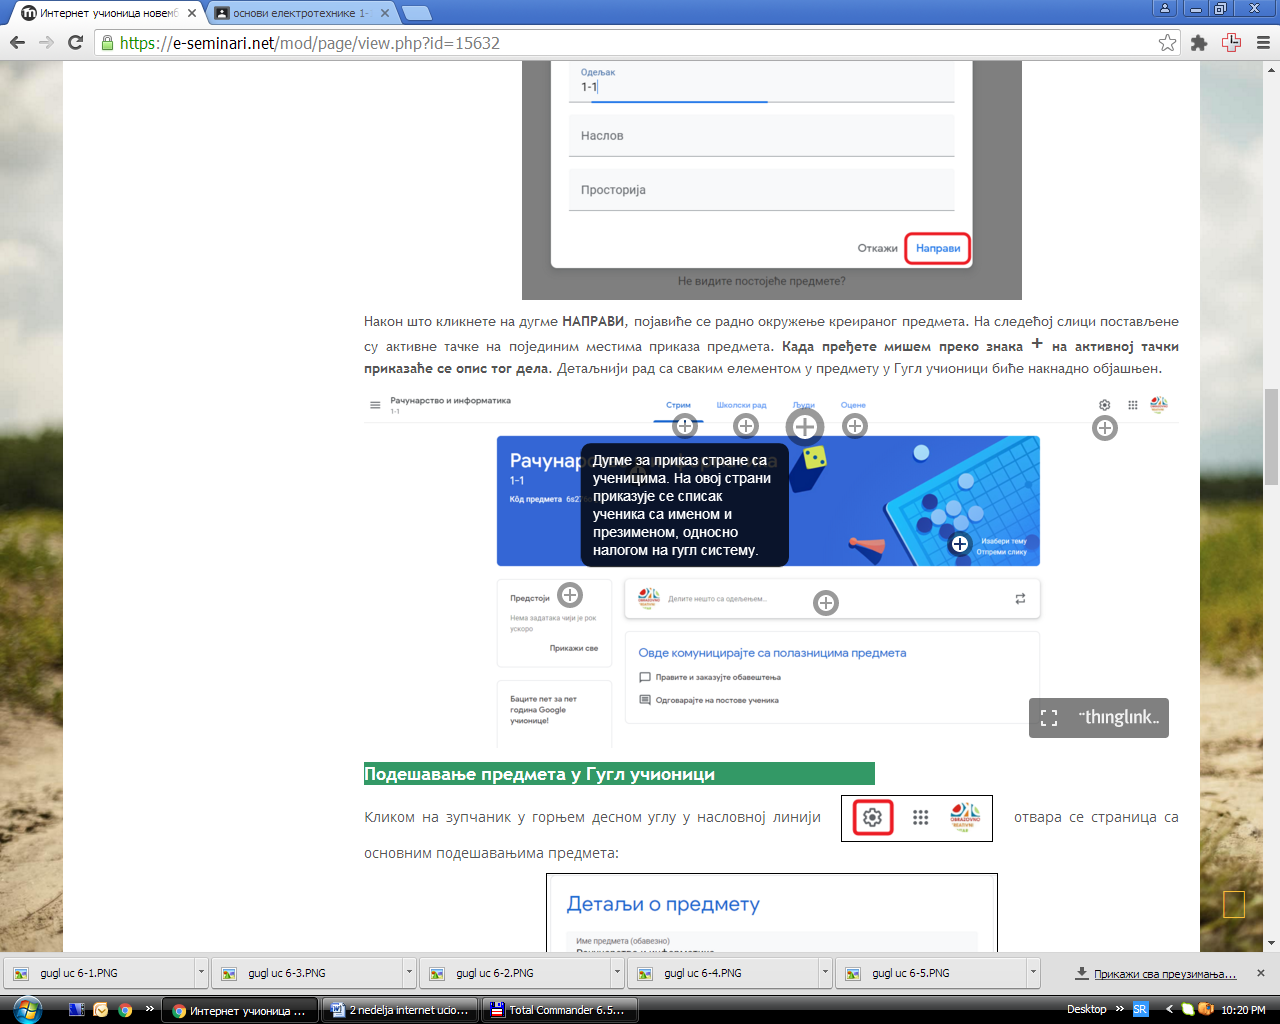 Интернет учионица новемб
основи електротехнике 1-
https://e-seminari.net/mod/page/view.php?id=15632
Одељак
1-1
Наслов
Просторија
Откажи Направи
Не видите постојеће предмете?
Након што кликнете на дугме НАПРАВИ, појавиће се радно окружење креираног предмета. На следећој слици постављене
су активне тачке на појединим местима приказа предмета. Када пређете мишем преко знака + на активној тачки
приказаће се опис тог дела. Детаљнији рад са сваким елементом у предмету у Гугл учионици биће накнадно објашњен.
Рачунарство и информатика
1-1
Стрим Школски рад Људи Оцене
1-1
Код предмета
Дугме за приказ стране са
ученицима. На овој страни
приказује се списак
ученика са именом и
презименом, односно
налогом на гугл систему.
Изабери тему
Отпреми слику
Предстоји
Нема задатака чији је рок
ускоро
Прикажи све
Делите нешто са одељењем...
Овде комуницирајте са полазницима предмета
Правите и заказујте обавештења
Одговарајте на постове ученика
Баците пет за пет
година Google
учионице!
thinglink..
Подешавање предмета у Гугл учионици
Кликом на зупчаник у горњем десном углу у насловној линији отвара се страница са
основним подешавањима предмета:
Детаљи о предмету
Име предмета (обавезно)
gugl uc 6-1.PNG
gugl uc 6-3.PNG
gugl uc 6-2.PNG
gugl uc 6-4.PNG
gugl uc 6-5.PNG
Прикажи сва преузимања...
Интернет учионица ...
2 nedelja internet ucio...
Total Commander 6.5...
Desktop
SR
10:20 PM